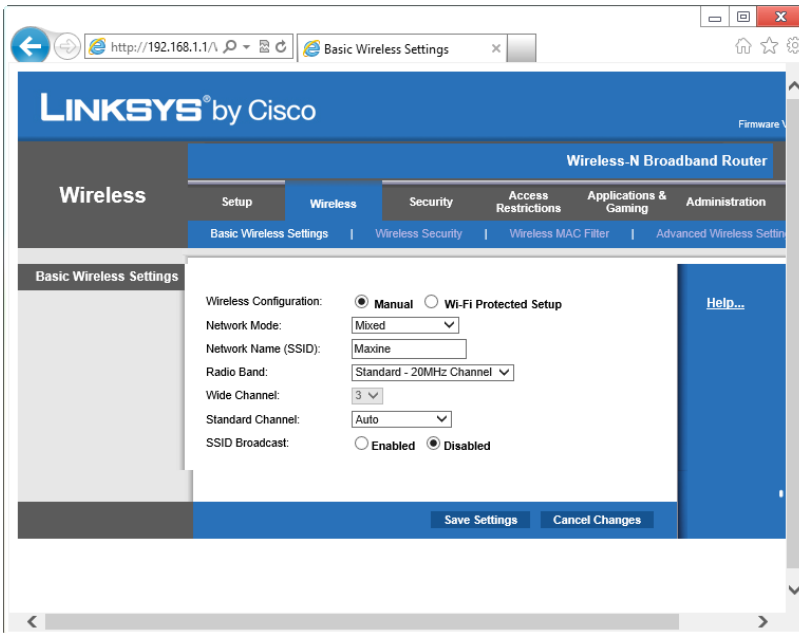 http://192.168.1.1/\
Basic Wireless Settings
LINKSYS® by Cisco
Firmware V
Wireless-N Broadband Router
Wireless
Setup
Wireless
Security
Access Restrictions
Applications & Gaming
Administration
Basic Wireless Settings | Wireless Security | Wireless MAC Filter | Advanced Wireless Settin
Basic Wireless Settings
Wireless Configuration: Manual Wi-Fi Protected Setup
Help...
Network Mode: Mixed
Network Name (SSID): Maxine
Radio Band: Standard - 20MHz Channel
Wide Channel: 3
Standard Channel: Auto
SSID Broadcast: Enabled Disabled
Save Settings Cancel Changes